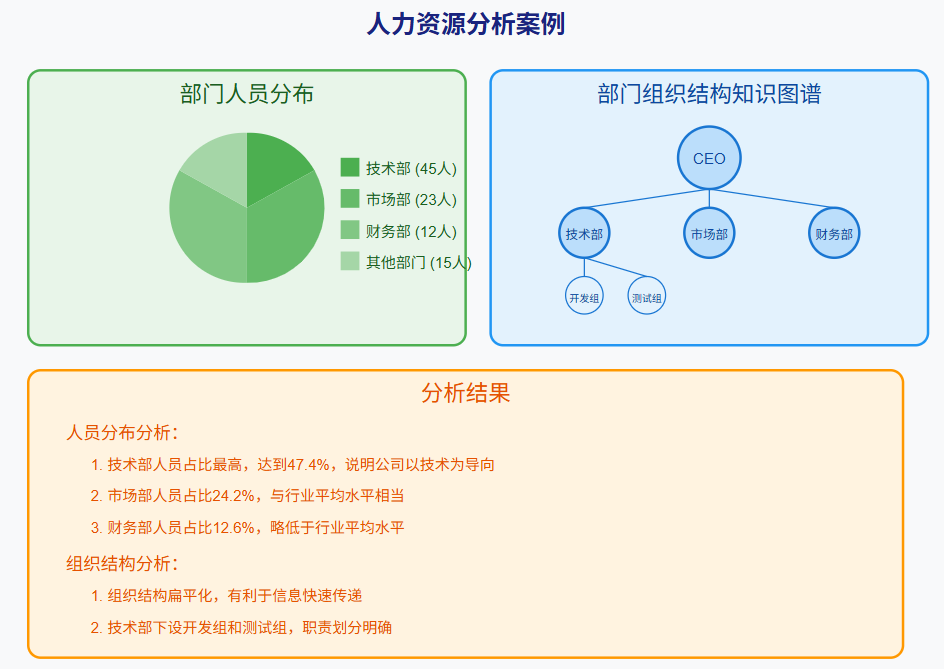 人力资源分析案例
部门人员分布
技术部 (45人)
市场部 (23人)
财务部 (12人)
其他部门 (15人)
部门组织结构知识图谱
CEO
技术部
市场部
财务部
开发组
测试组
分析结果
人员分布分析：
1. 技术部人员占比最高，达到47.4%，说明公司以技术为导向
2. 市场部人员占比24.2%，与行业平均水平相当
3. 财务部人员占比12.6%，略低于行业平均水平
组织结构分析：
1. 组织结构扁平化，有利于信息快速传递
2. 技术部下设开发组和测试组，职责划分明确